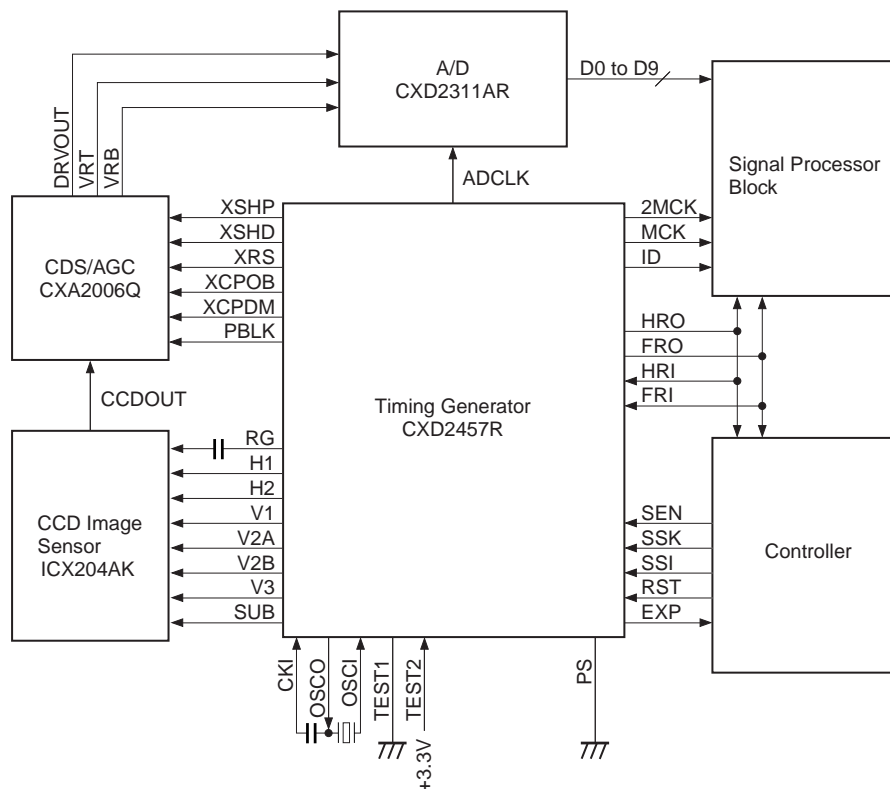 A/D
CXD2311AR
D0 to D9
Signal Processor
Block
DRVOUT
VRT
VRB
ADCLK
CDS/AGC
CXA2006Q
XSHP
XSHD
XRS
XCPOB
XCPDM
PBLK
Timing Generator
CXD2457R
2MCK
MCK
ID
HRO
FRO
HRI
FRI
CCDOUT
CCD Image
Sensor
ICX204AK
RG
H1
H2
V1
V2A
V2B
V3
SUB
SEN
SSK
SSI
RST
EXP
Controller
CKI
OSCO
OSCI
TEST1
TEST2
+3.3V
PS